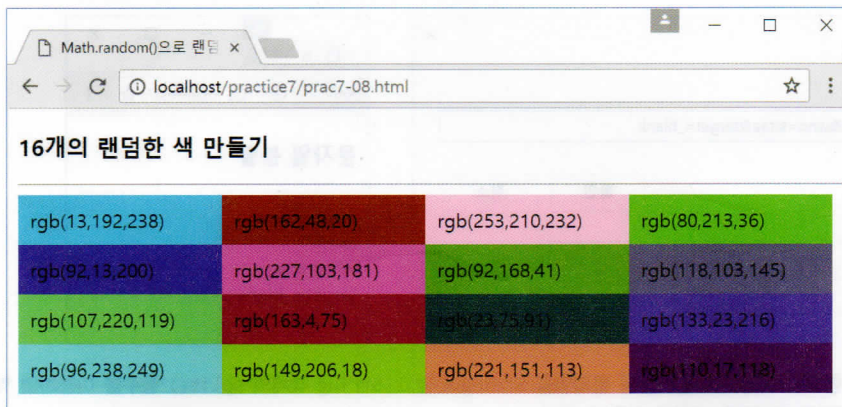 Math.random()으로 랜덤
localhost/practice7/prac7-08.html
16개의 랜덤한 색 만들기
rgb(13,192,238) rgb(162,48,20) rgb(253,210,232) rgb(80,213,36)
rgb(92,13,200) rgb(227,103,181) rgb(92,168,41) rgb(118,103,145)
rgb(107,220,119) rgb(163,4,75) rgb(23,75,91) rgb(133,23,216)
rgb(96,238,249) rgb(149,206,18) rgb(221,151,113) rgb(110,17,118)